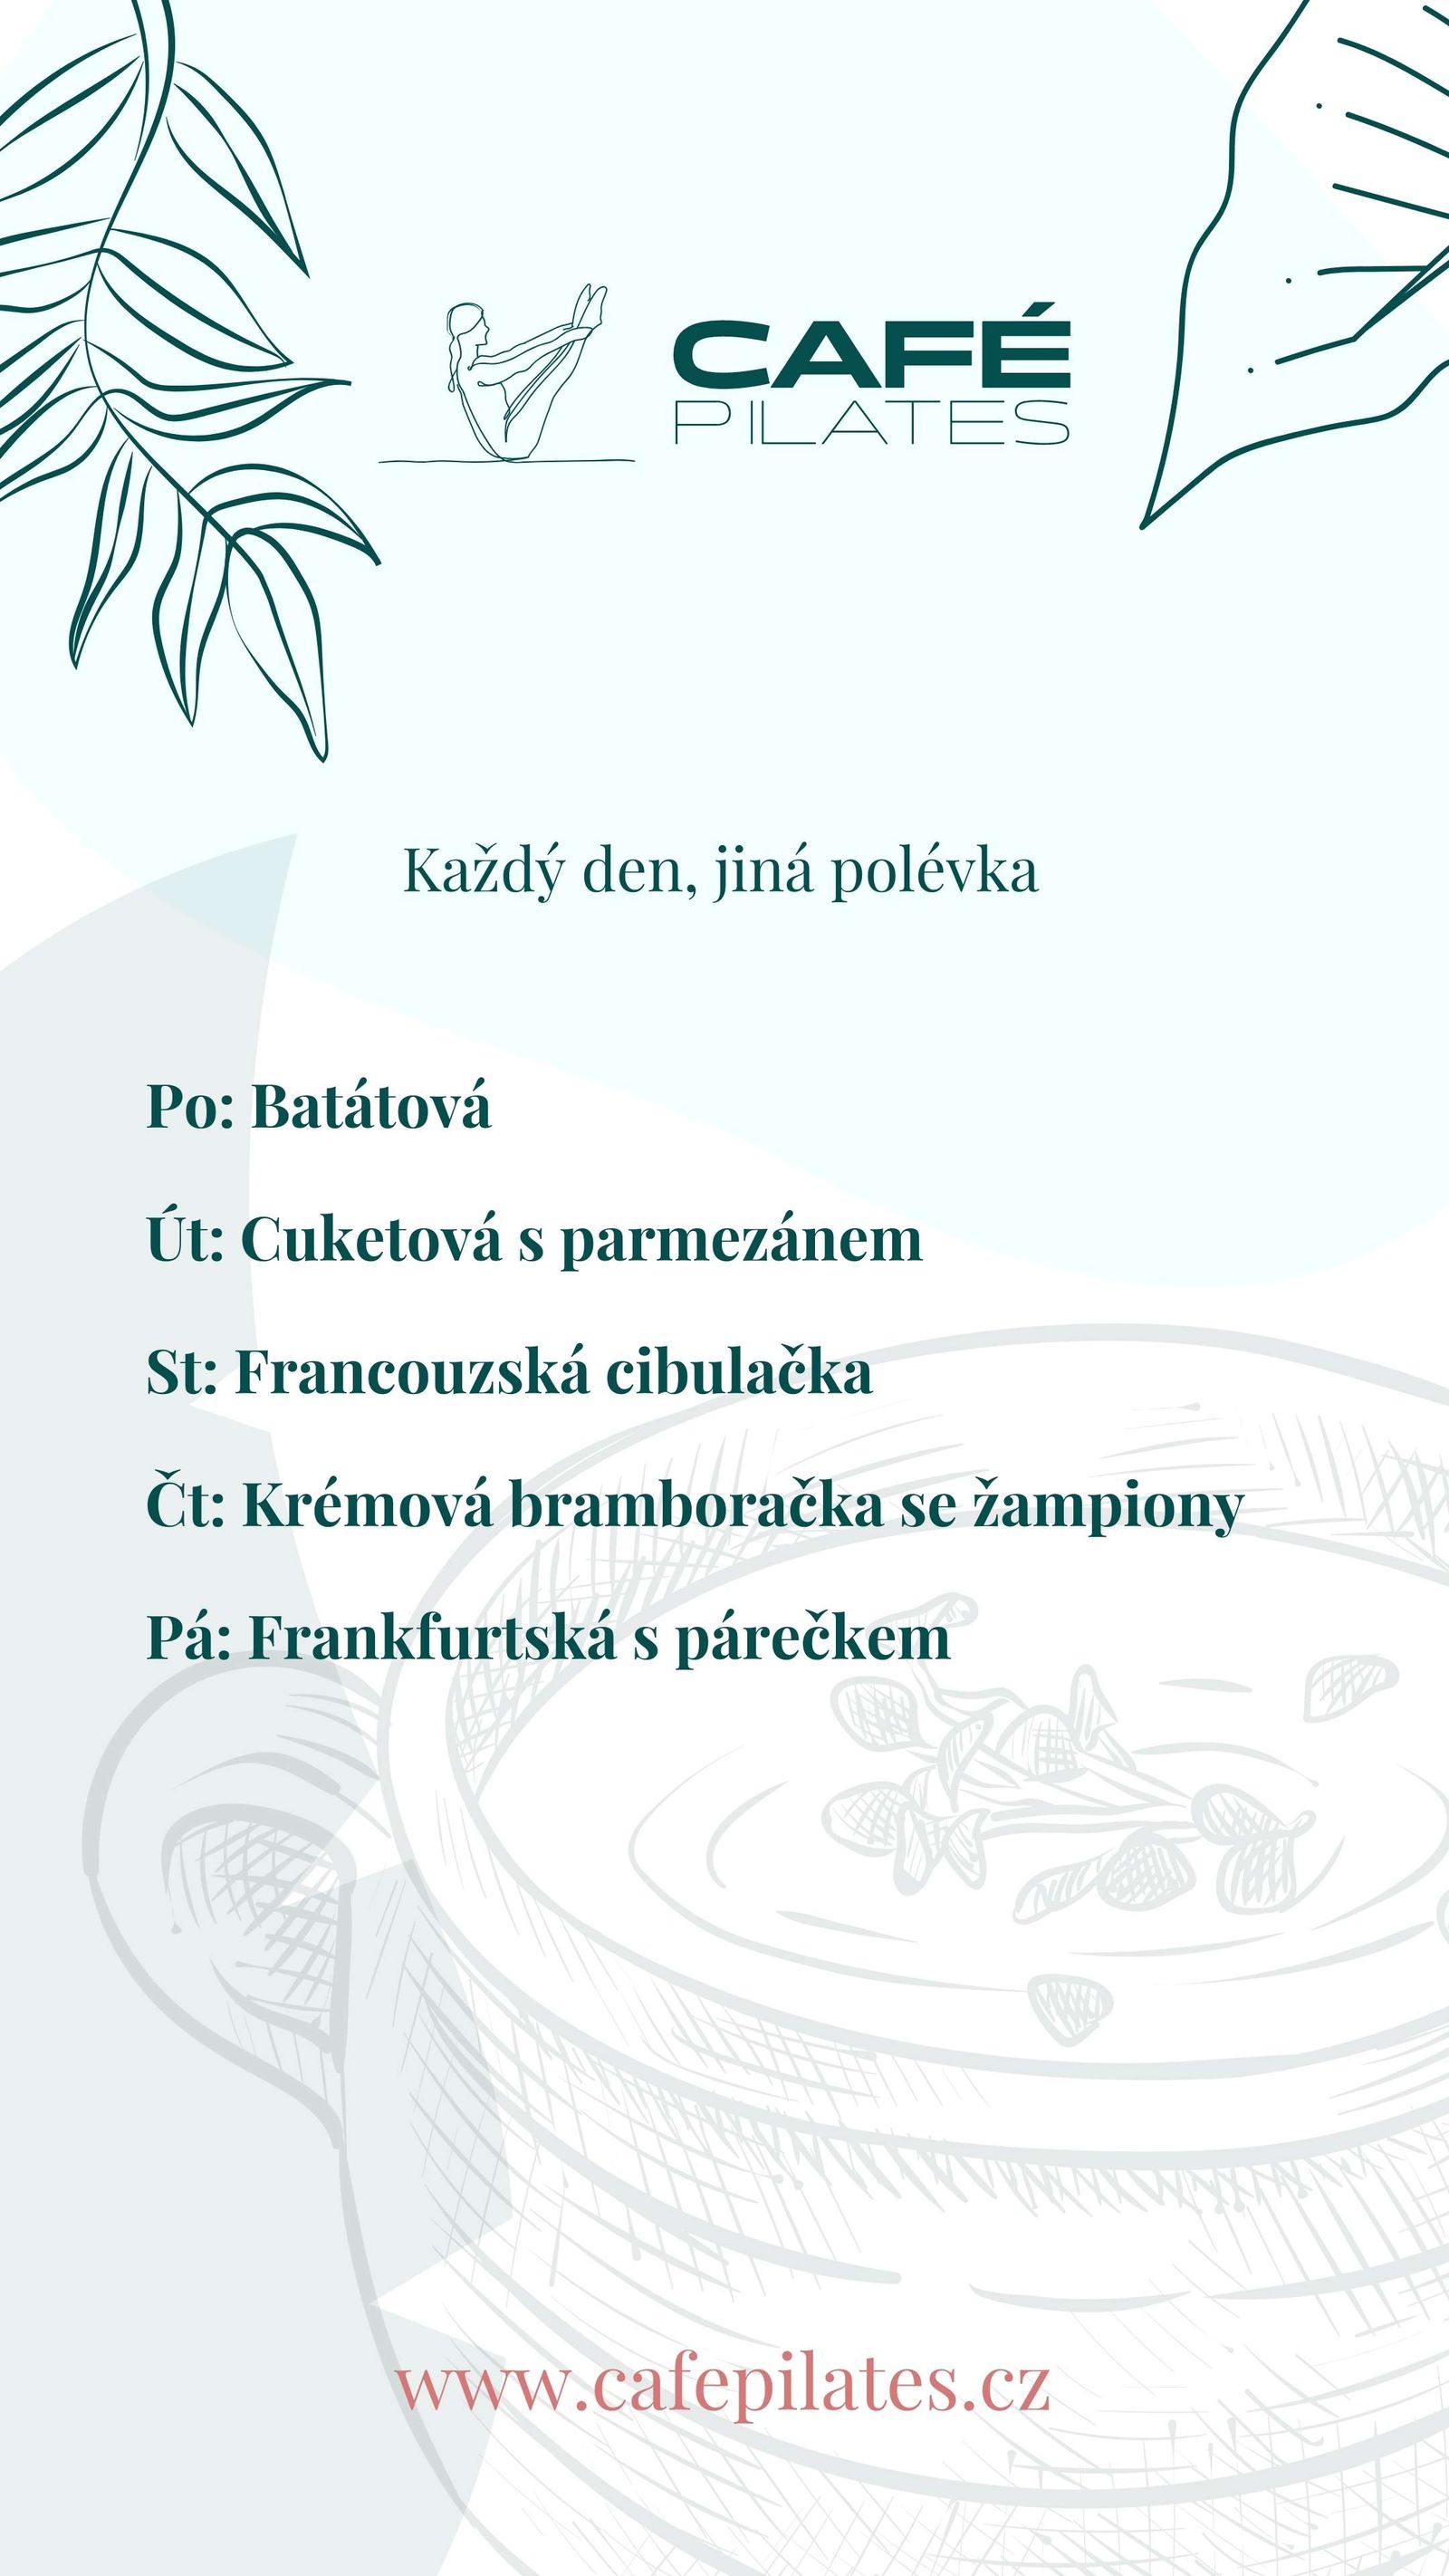 CAFÉ
PILATES
Každý den, jiná polévka
Po: Batátová
Út: Cuketová s parmezánem
St: Francouzská cibulačka
Čt: Krémová bramboračka se žampiony
Pá: Frankfurtská s párečkem
www.cafepilates.cz